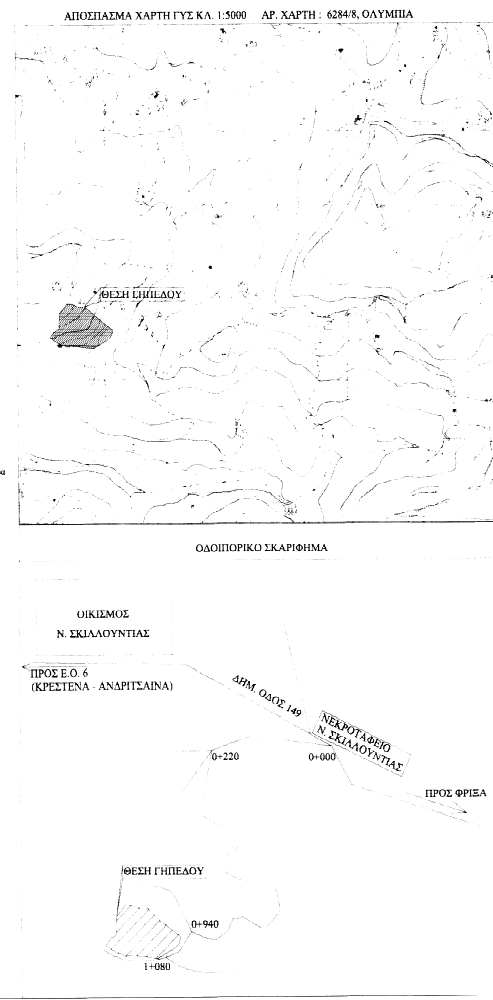 ΑΠΟΣΠΑΣΜΑ ΧΑΡΤΗ ΓΥΣ ΚΛ. 1:5000 ΑΡ. ΧΑΡΤΗ : 6284/8, ΟΛΥΜΠΙΑ
ΘΕΣΗ ΓΗΠΕΔΟΥ
ΟΔΟΙΠΟΡΙΚΟ ΣΚΑΡΙΦΗΜΑ
ΟΙΚΙΣΜΟΣ
Ν. ΣΚΙΛΛΟΥΝΤΙΑΣ
ΠΡΟΣ Ε.Ο. 6
(ΚΡΕΣΤΕΝΑ - ΑΝΔΡΙΤΣΑΙΝΑ)
ΔΗΜ. ΟΔΟΣ 149
ΝΕΚΡΟΤΑΦΕΙΟ
Ν. ΣΚΙΛΛΟΥΝΤΙΑΣ
0+220
0+000
ΠΡΟΣ ΦΡΙΞΑ
ΘΕΣΗ ΓΗΠΕΔΟΥ
0+940
1+080